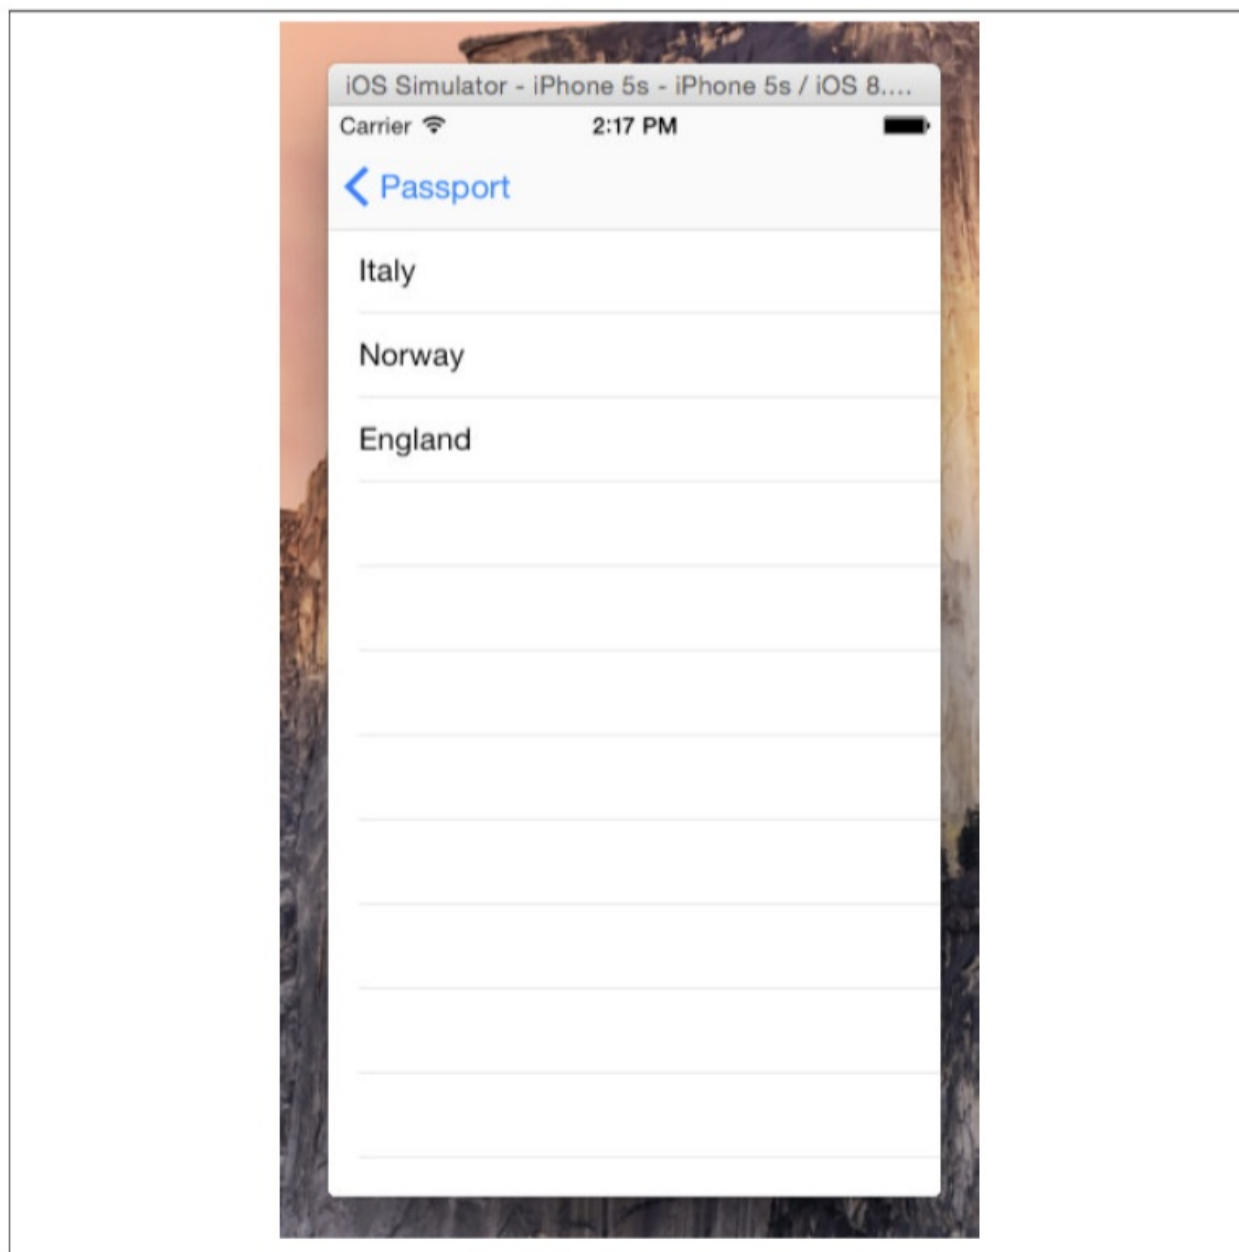 iOS Simulator - iPhone 5s - iPhone 5s / iOS 8....
Carrier 2:17 PM
Passport
Italy
Norway
England